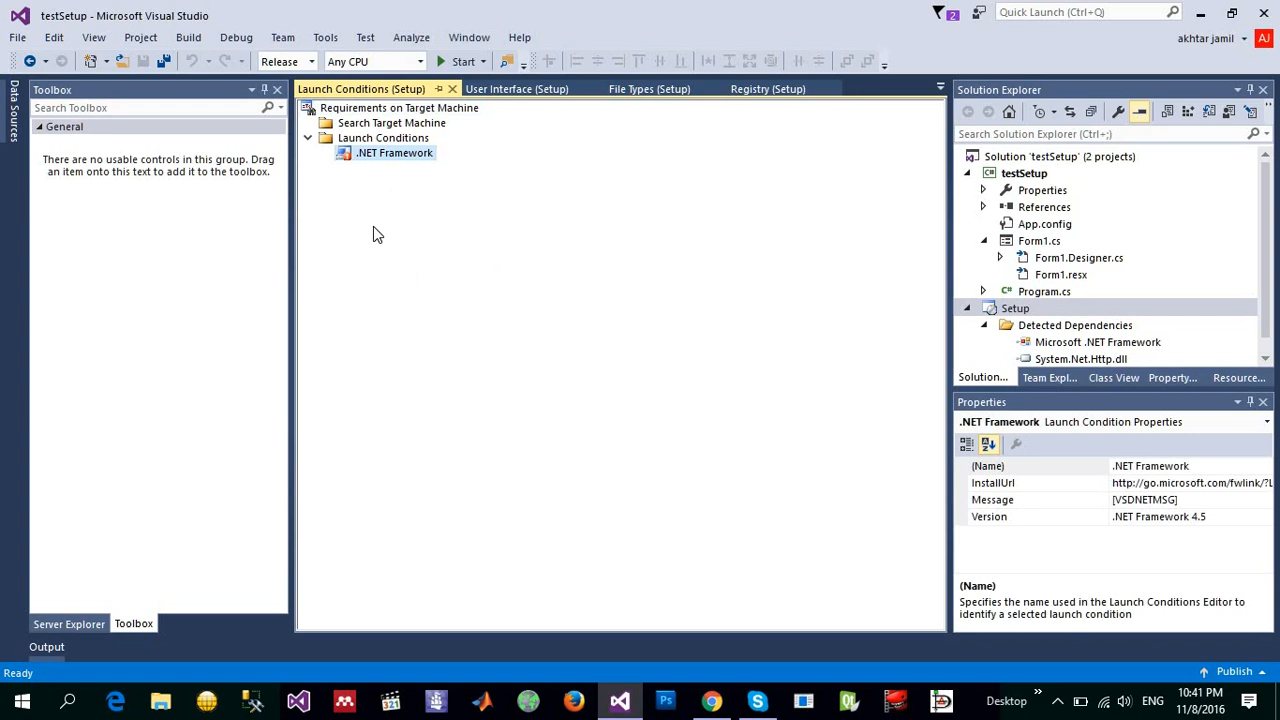 testSetup - Microsoft Visual Studio
2
Quick Launch (Ctrl+Q)
File Edit View Project Build Debug Team Tools Test Analyze Window Help
akhtar jamil AJ
Release Any CPU Start
Data Sources
Toolbox
Search Toolbox
General
There are no usable controls in this group. Drag
an item onto this text to add it to the toolbox.
Server Explorer Toolbox
Launch Conditions (Setup) User Interface (Setup) File Types (Setup) Registry (Setup)
Requirements on Target Machine
Search Target Machine
Launch Conditions
.NET Framework
Solution Explorer
Search Solution Explorer (Ctrl+;)
Solution 'testSetup' (2 projects)
testSetup
Properties
References
App.config
Form1.cs
Form1.Designer.cs
Form1.resx
Program.cs
Setup
Detected Dependencies
Microsoft .NET Framework
System.Net.Http.dll
Solution... Team Expl... Class View Property... Resource...
Properties
.NET Framework Launch Condition Properties
(Name) .NET Framework
InstallUrl http://go.microsoft.com/fwlink/?L
Message [VSDNETMSG]
Version .NET Framework 4.5
(Name)
Specifies the name used in the Launch Conditions Editor to
identify a selected launch condition
Output
Ready
Publish
Desktop
ENG
10:41 PM
11/8/2016